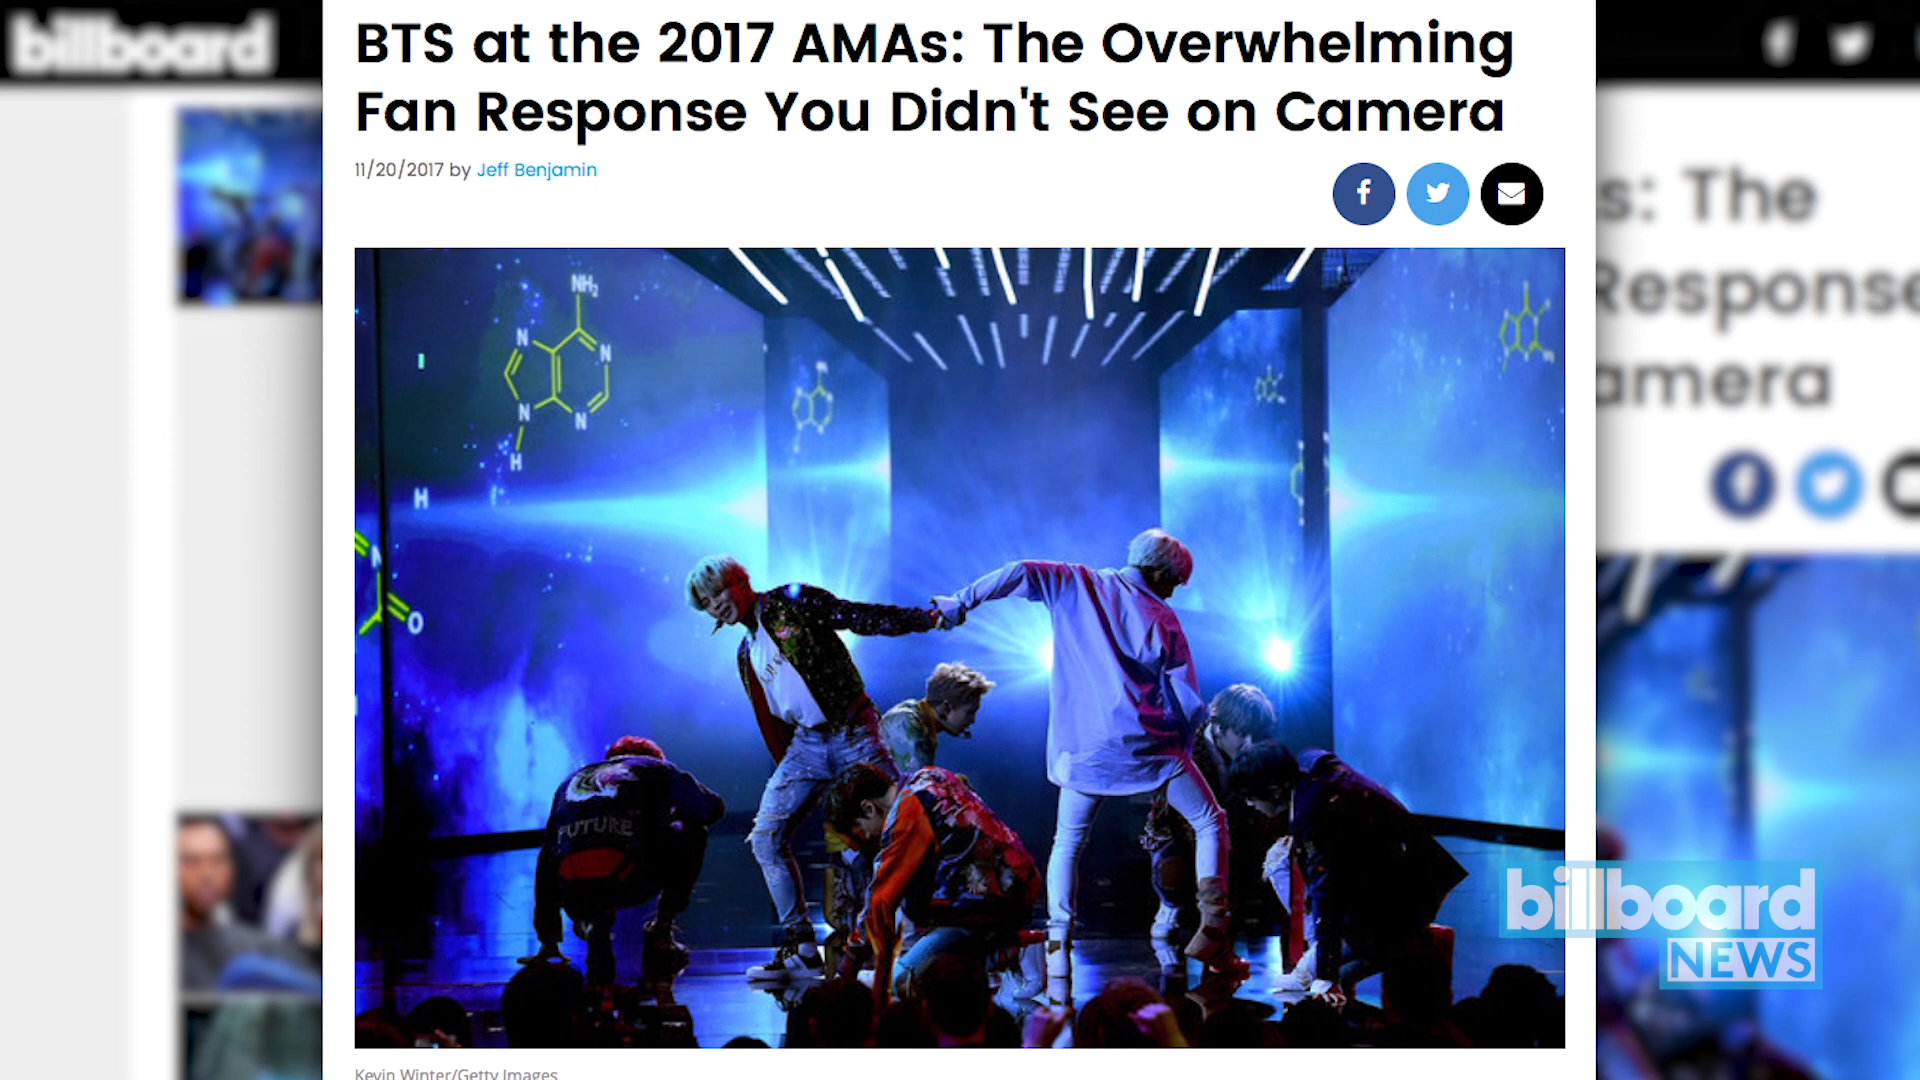 billboard
BTS at the 2017 AMAs: The Overwhelming
Fan Response You Didn't See on Camera
11/20/2017 by Jeff Benjamin
f
s: The
Response
amera
NH2
N
N
N
N
H
H
N
O
FUTURE
billboard
NEWS
Kevin Winter/Getty Images